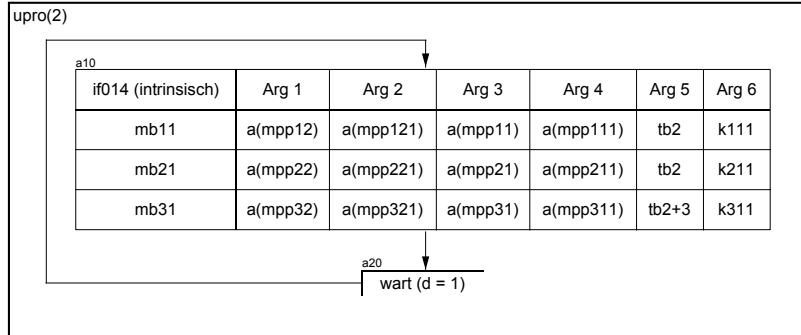 upro(2)
a10
if014 (intrinsisch) Arg 1 Arg 2 Arg 3 Arg 4 Arg 5 Arg 6
mb11 a(mpp12) a(mpp121) a(mpp11) a(mpp111) tb2 k111
mb21 a(mpp22) a(mpp221) a(mpp21) a(mpp211) tb2 k211
mb31 a(mpp32) a(mpp321) a(mpp31) a(mpp311) tb2+3 k311
a20
wart (d = 1)